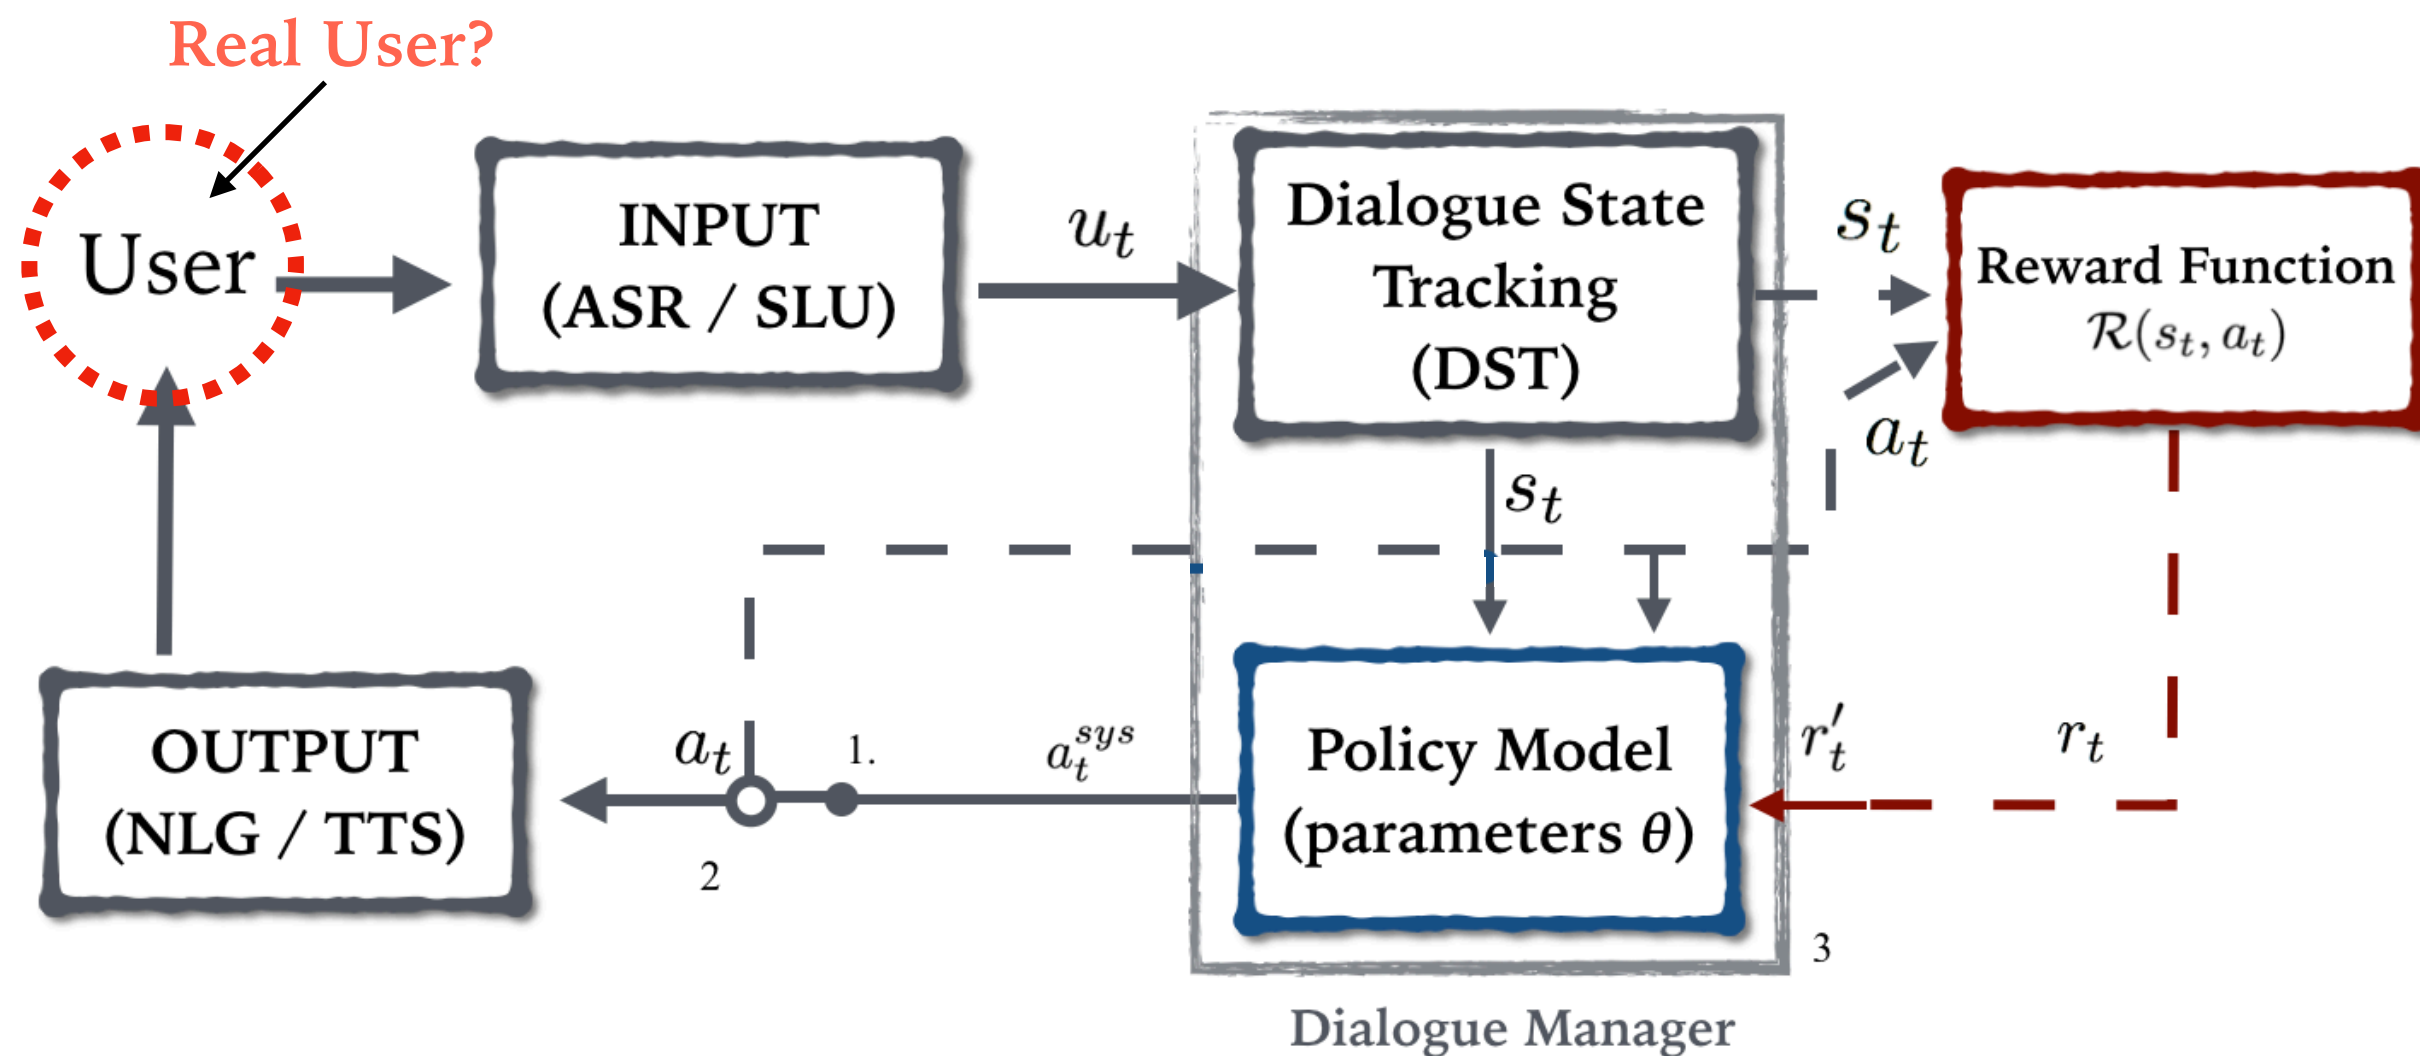 Real User?
User
INPUT
(ASR / SLU)
u_t
Dialogue State
Tracking
(DST)
s_t
Reward Function
ℛ(s_t, a_t)
a_t
s_t
OUTPUT
(NLG / TTS)
a_t
1.
2
a_t^{sys}
Policy Model
(parameters θ)
r'_t
r_t
3
Dialogue Manager